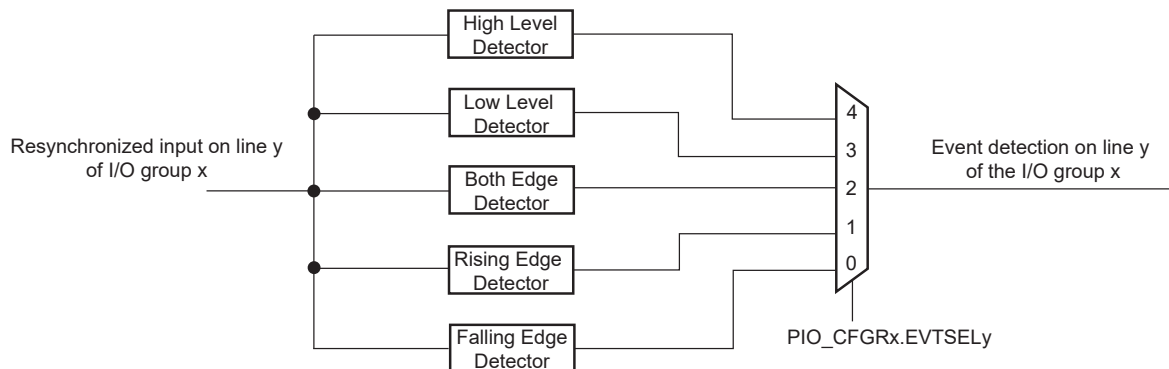 High Level
Detector
Low Level
Detector
Resynchronized input on line y
of I/O group x
Both Edge
Detector
Rising Edge
Detector
Falling Edge
Detector
4
3
2
1
0
Event detection on line y
of the I/O group x
PIO_CFGRx.EVTSELy